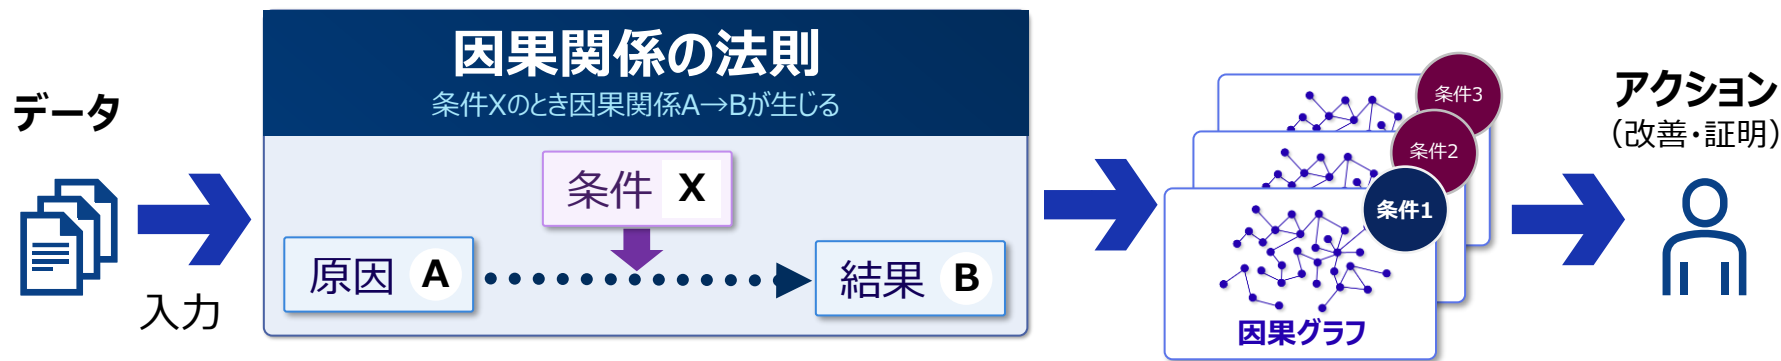 データ
入力
因果関係の法則
条件Xのとき因果関係A→Bが生じる
条件 X
原因 A
結果 B
条件3
条件2
条件1
因果グラフ
アクション
（改善・証明）